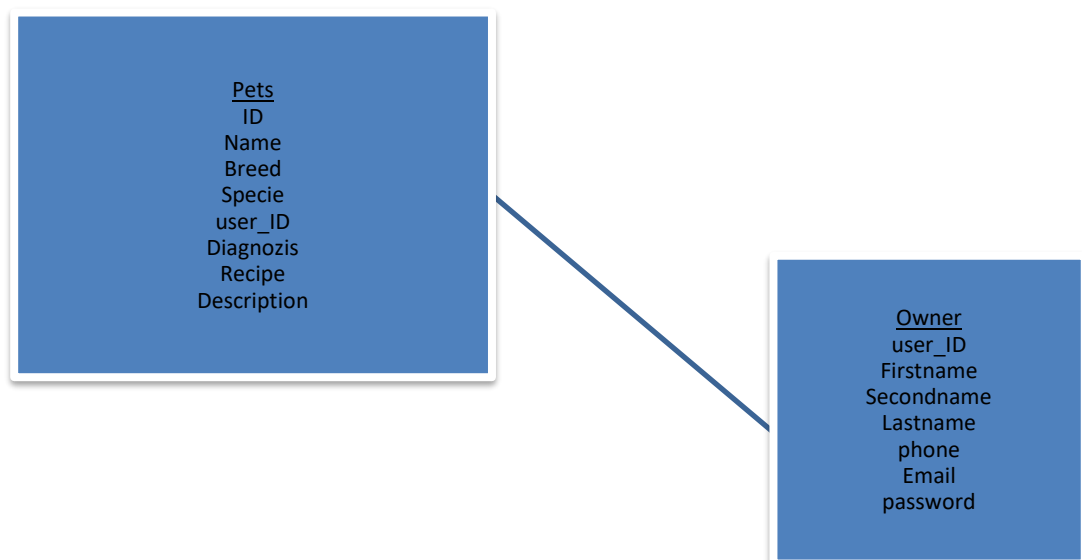 Pets
ID
Name
Breed
Specie
user_ID
Diagnozis
Recipe
Description
Owner
user_ID
Firstname
Secondname
Lastname
phone
Email
password